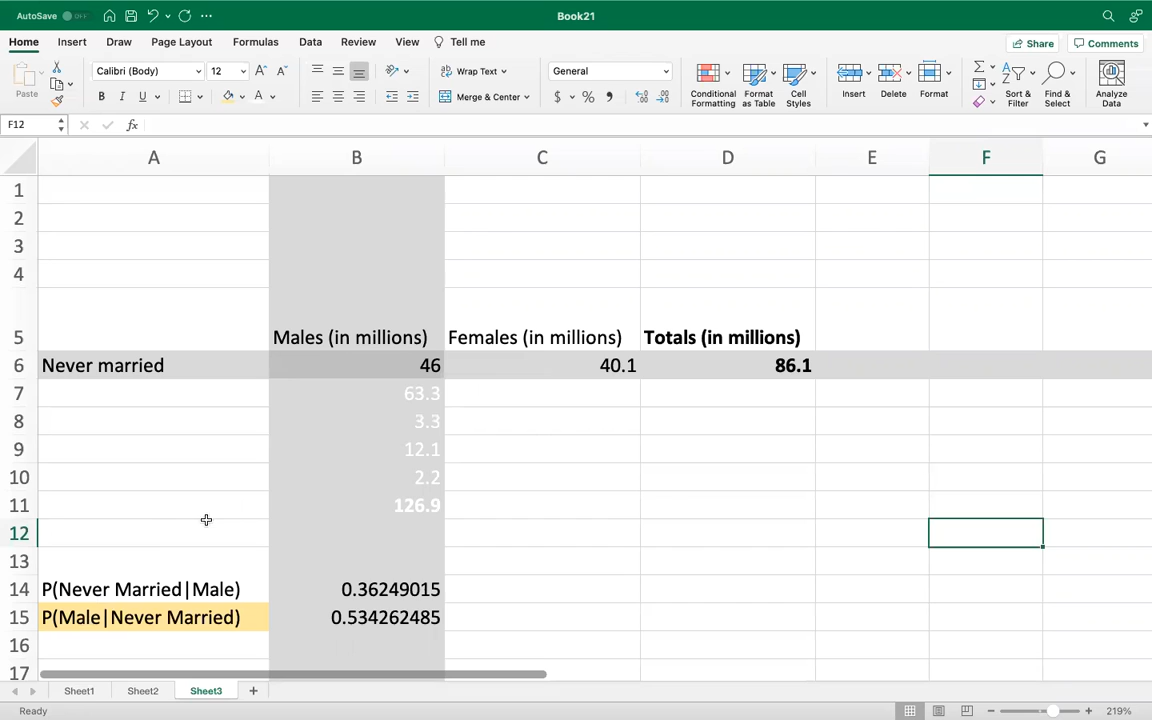 AutoSave OFF
Book21
Home Insert Draw Page Layout Formulas Data Review View Tell me
Share Comments
Paste
Calibri (Body) 12
Wrap Text
Merge & Center
General
Conditional Formatting
Format as Table
Cell Styles
Insert
Delete
Format
Sort & Filter
Find & Select
Analyze Data
F12 fx
A B C D E F G
1
2
3
4
5 Males (in millions) Females (in millions) Totals (in millions)
6 Never married 46 40.1 86.1
7 63.3
8 3.3
9 12.1
10 2.2
11 126.9
12
13
14 P(Never Married|Male) 0.36249015
15 P(Male|Never Married) 0.534262485
16
17
Sheet1 Sheet2 Sheet3
Ready
219%